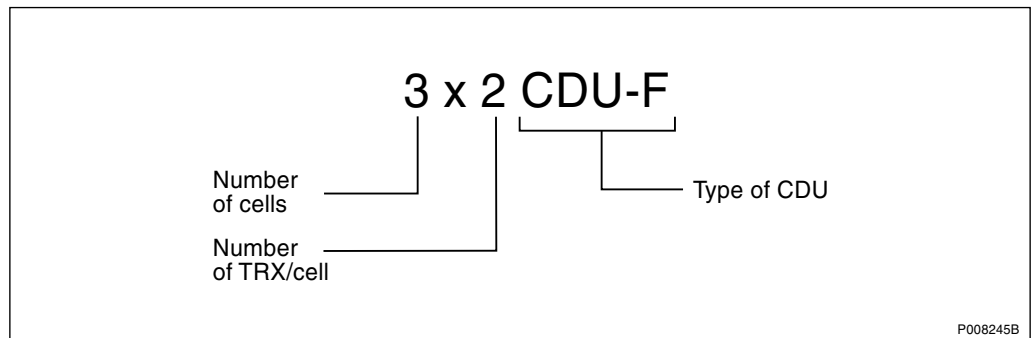 3 x 2 CDU-F
Number
of cells
Type of CDU
Number
of TRX/cell
P008245B